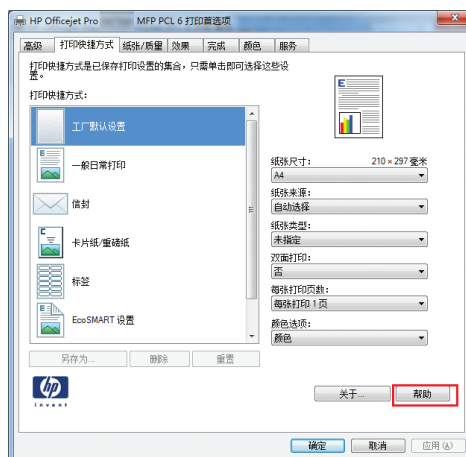 HP Officejet Pro MFP PCL 6 打印首选项
高级 打印快捷方式 纸张/质量 效果 完成 颜色 服务
打印快捷方式是已保存打印设置的集合，只需单击即可选择这些设
置。
打印快捷方式：
工厂默认设置
一般日常打印
信封
卡片纸/重磅纸
标签
EcoSMART 设置
另存为... 删除 重置
E
纸张尺寸： 210 × 297 毫米
A4
纸张来源：
自动选择
纸张类型：
未指定
双面打印：
否
每张打印页数：
每张打印 1 页
颜色选项：
颜色
hp
invent
关于... 帮助
确定 取消 应用(A)